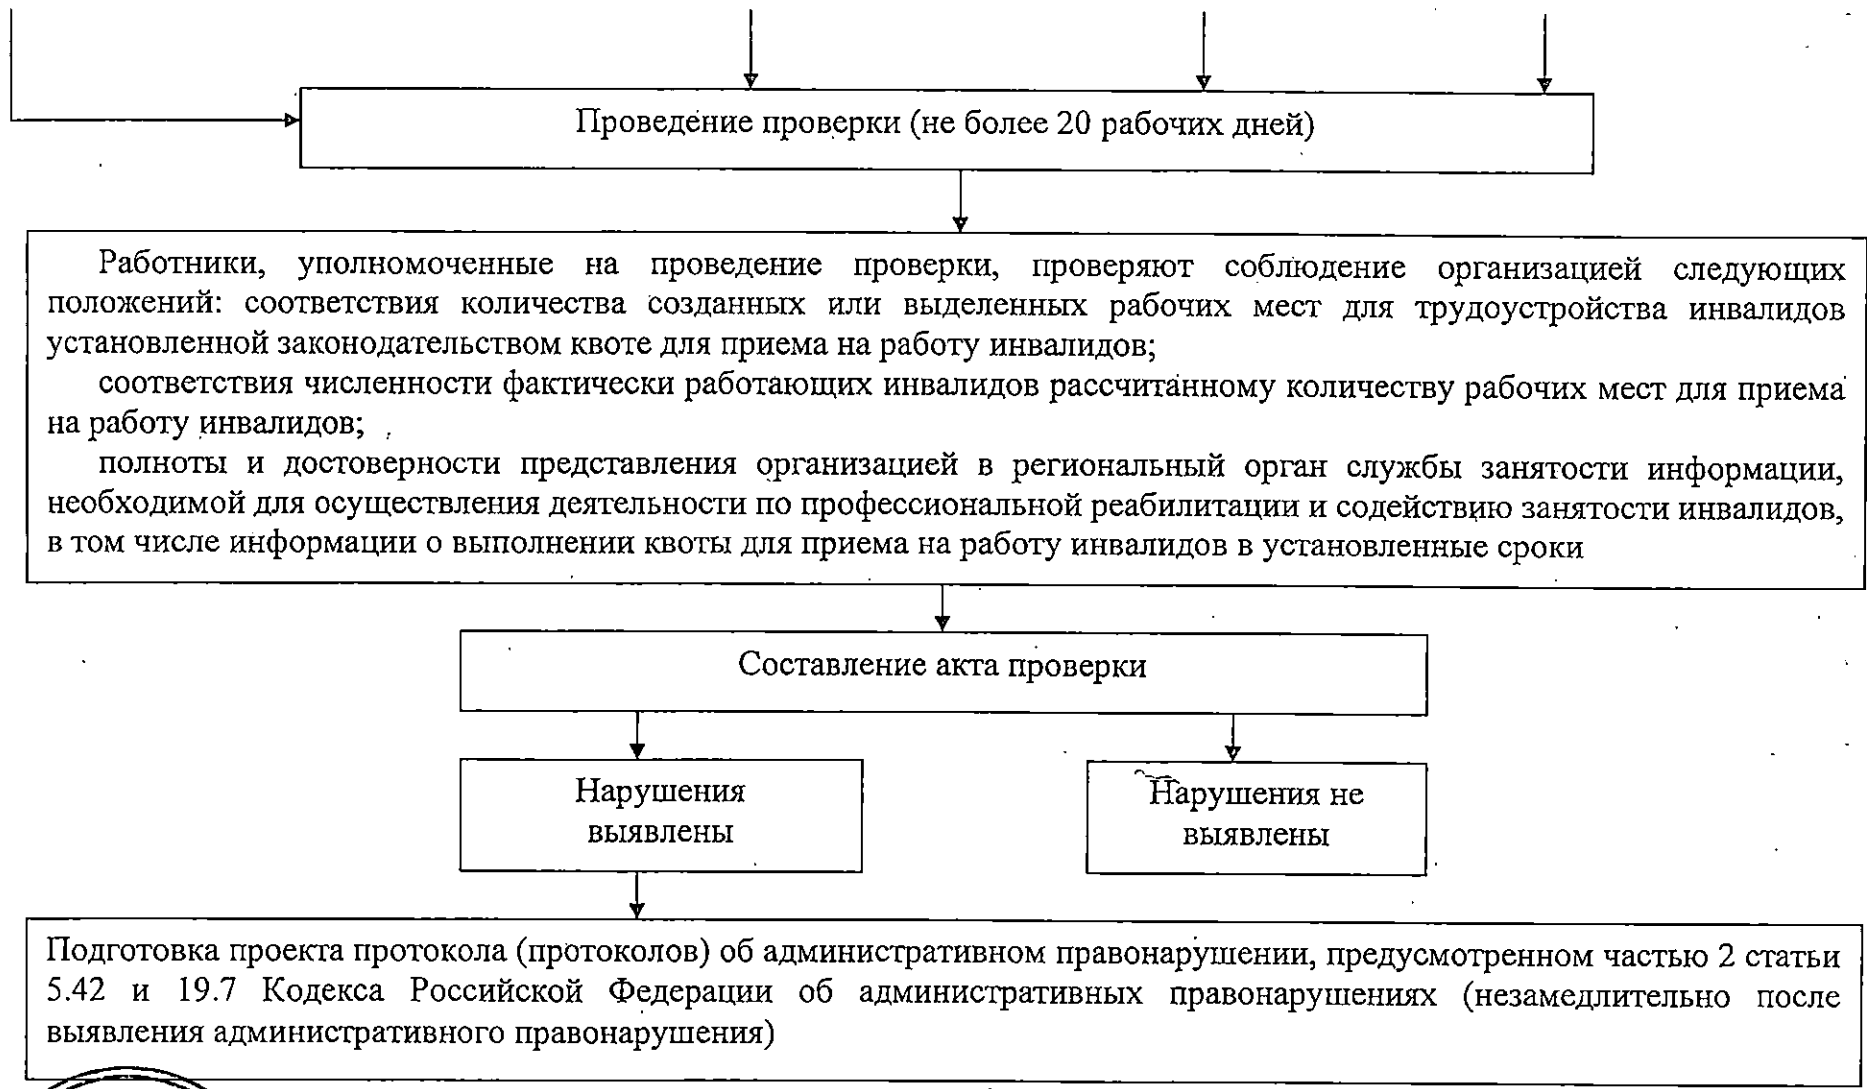 Проведение проверки (не более 20 рабочих дней)
Работники, уполномоченные на проведение проверки, проверяют соблюдение организацией следующих
положений: соответствия количества созданных или выделенных рабочих мест для трудоустройства инвалидов
установленной законодательством квоте для приема на работу инвалидов;
соответствия численности фактически работающих инвалидов рассчитанному количеству рабочих мест для приема
на работу инвалидов;
полноты и достоверности представления организацией в региональный орган службы занятости информации,
необходимой для осуществления деятельности по профессиональной реабилитации и содействию занятости инвалидов,
в том числе информации о выполнении квоты для приема на работу инвалидов в установленные сроки
Составление акта проверки
Нарушения
выявлены
Нарушения не
выявлены
Подготовка проекта протокола (протоколов) об административном правонарушении, предусмотренном частью 2 статьи
5.42 и 19.7 Кодекса Российской Федерации об административных правонарушениях (незамедлительно после
выявления административного правонарушения)